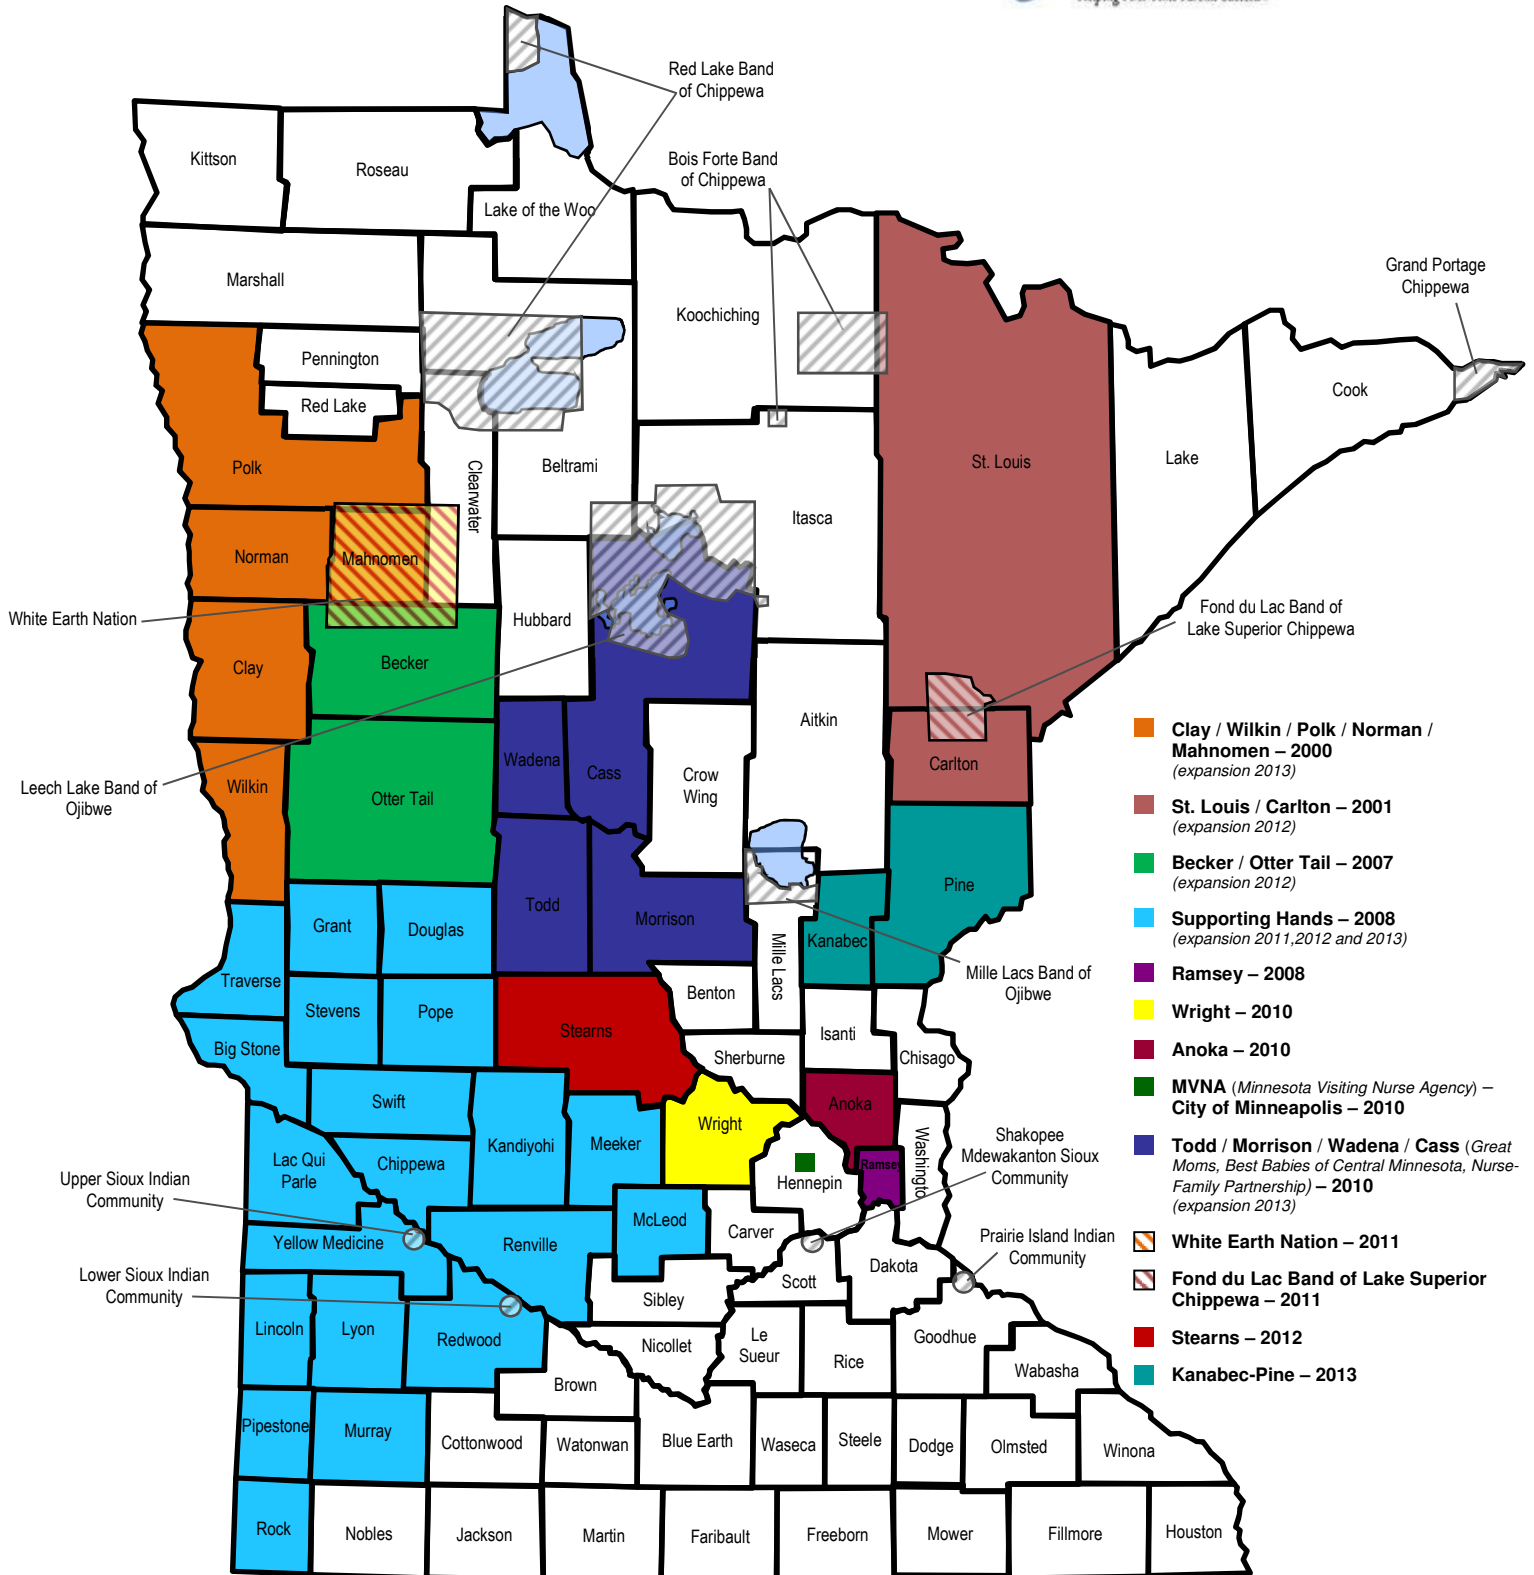 Red Lake Band
of Chippewa
Kittson
Roseau
Bois Forte Band
of Chippewa
Lake of the Woo
Marshall
Grand Portage
Chippewa
Koochiching
Pennington
Red Lake
Cook
Polk
Clearwater
Beltrami
St. Louis
Lake
Itasca
Norman
Mahnomen
White Earth Nation
Hubbard
Fond du Lac Band of
Lake Superior Chippewa
Clay
Becker
Aitkin
Wadena
Cass
Crow
Wing
Carlton
Leech Lake Band of
Ojibwe
Wilkin
Otter Tail
Pine
Todd
Morrison
Grant
Douglas
Kanabec
Mille Lacs
Mille Lacs Band of
Ojibwe
Traverse
Stevens
Pope
Benton
Stearns
Isanti
Big Stone
Sherburne
Chisago
Swift
Wright
Anoka
Kandiyohi
Meeker
Washingto
Shakopee
Mdewakanton Sioux
Community
Lac Qui
Parle
Chippewa
Ramsey
Hennepin
Upper Sioux Indian
Community
McLeod
Carver
Yellow Medicine
Renville
Prairie Island Indian
Community
Dakota
Scott
Lower Sioux Indian
Community
Sibley
Lincoln
Lyon
Redwood
Nicollet
Le
Sueur
Rice
Goodhue
Wabasha
Brown
Pipestone
Murray
Cottonwood
Watonwan
Blue Earth
Waseca
Steele
Dodge
Olmsted
Winona
Rock
Nobles
Jackson
Martin
Faribault
Freeborn
Mower
Fillmore
Houston
Clay / Wilkin / Polk / Norman /
Mahnomen – 2000
(expansion 2013)
St. Louis / Carlton – 2001
(expansion 2012)
Becker / Otter Tail – 2007
(expansion 2012)
Supporting Hands – 2008
(expansion 2011,2012 and 2013)
Ramsey – 2008
Wright – 2010
Anoka – 2010
MVNA (Minnesota Visiting Nurse Agency) –
City of Minneapolis – 2010
Todd / Morrison / Wadena / Cass (Great
Moms, Best Babies of Central Minnesota, Nurse-
Family Partnership) – 2010
(expansion 2013)
White Earth Nation – 2011
Fond du Lac Band of Lake Superior
Chippewa – 2011
Stearns – 2012
Kanabec-Pine – 2013